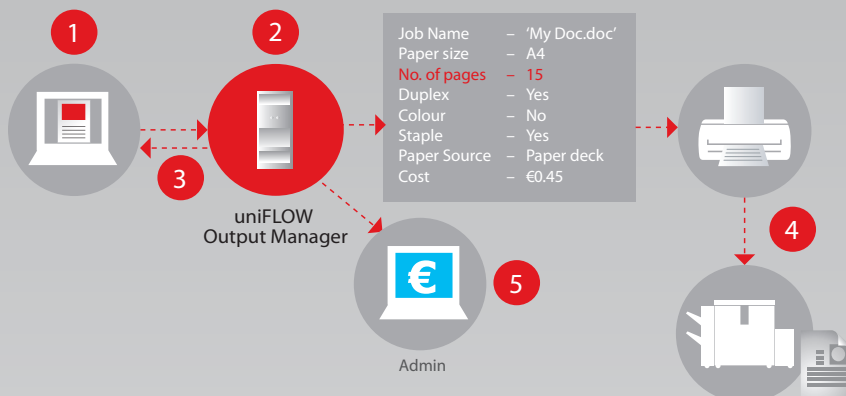 1
2
Job Name – ‘My Doc.doc’
Paper size – A4
No. of pages – 15
Duplex – Yes
Colour – No
Staple – Yes
Paper Source – Paper deck
Cost – €0.45
3
uniFLOW
Output Manager
4
€
5
Admin